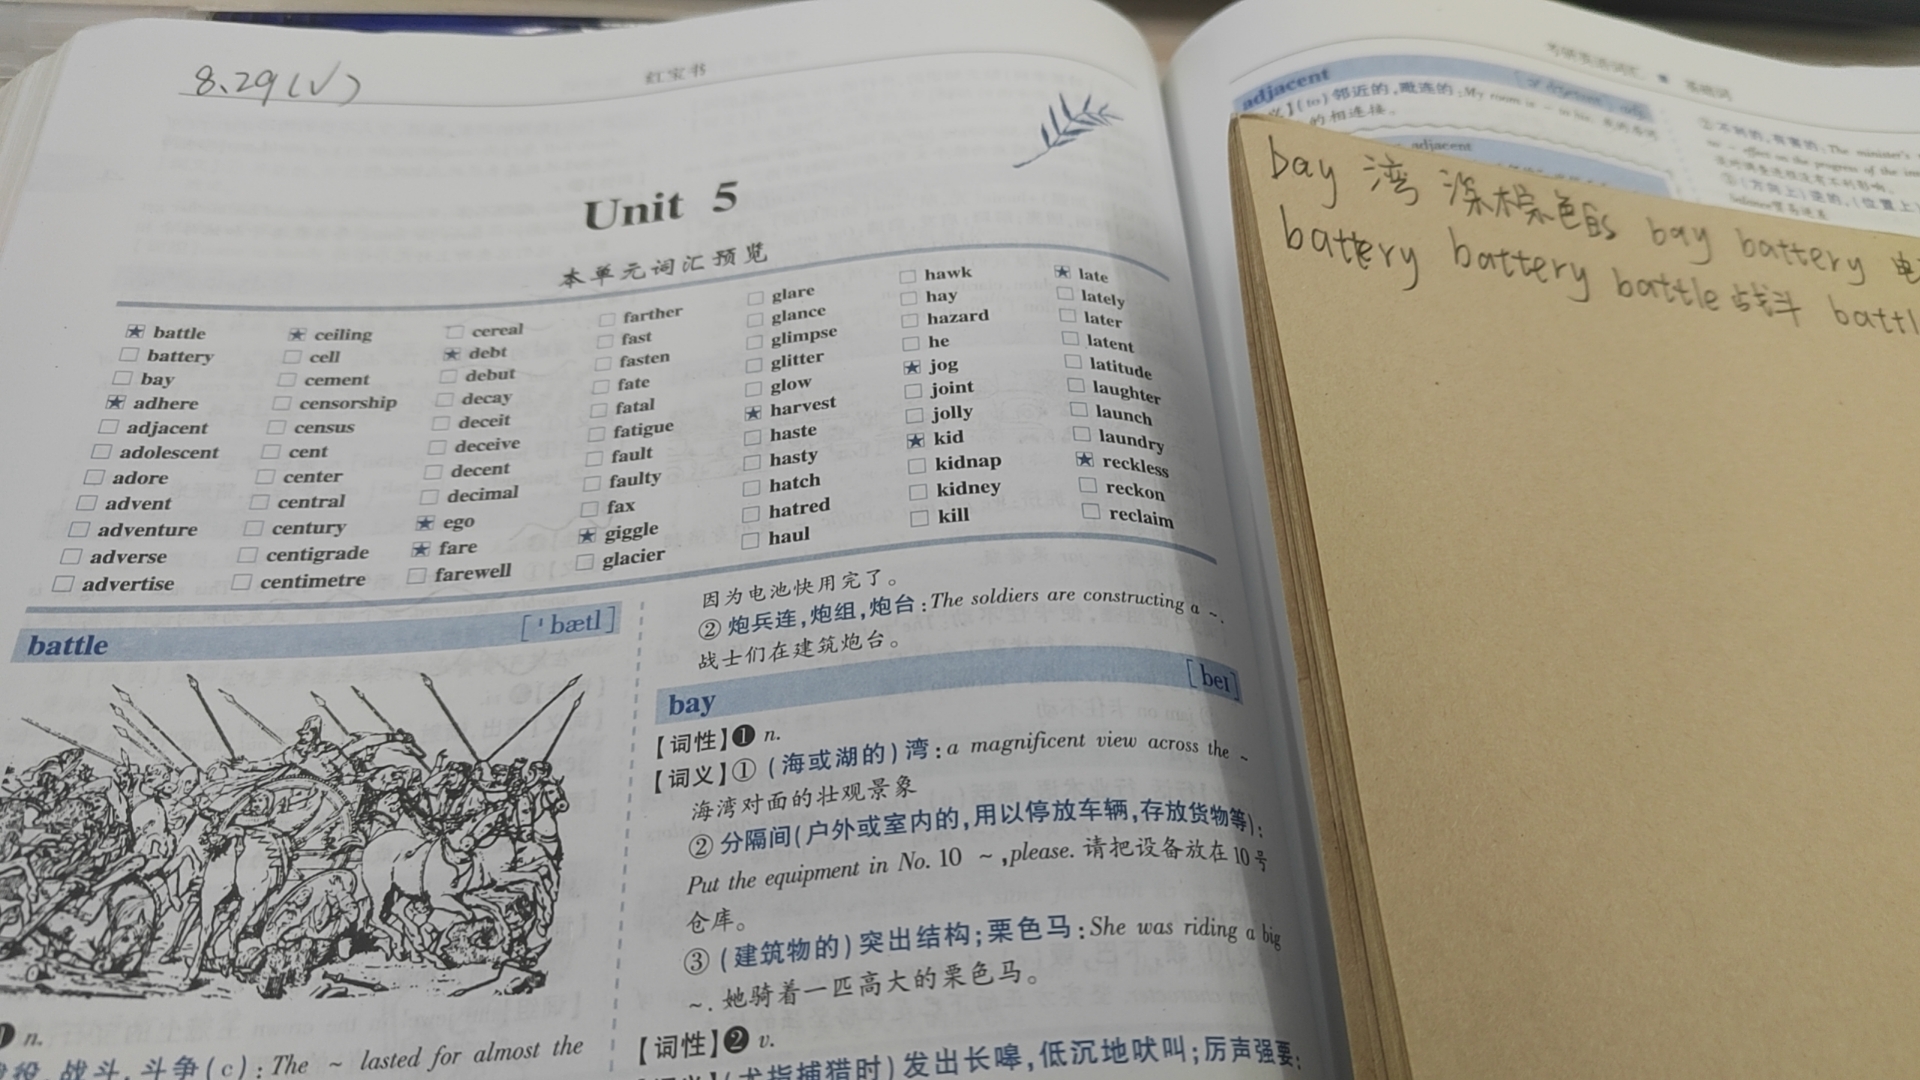 8.29(√)
红宝书
Unit 5
本单元词汇预览
battle
battery
bay
adhere
adjacent
adolescent
adore
advent
adventure
adverse
advertise
ceiling
cell
cement
censorship
census
cent
center
central
century
centigrade
centimetre
cereal
debt
debut
decay
deceit
deceive
decent
decimal
ego
fare
farewell
farther
fast
fasten
fate
fatal
fatigue
fault
faulty
fax
giggle
glacier
glare
glance
glimpse
glitter
glow
harvest
haste
hasty
hatch
hatred
haul
hawk
hay
hazard
he
jog
joint
jolly
kid
kidnap
kidney
kill
late
lately
later
latent
latitude
laughter
launch
laundry
reckless
reckon
reclaim
battle [ˈbætl]
n.
战斗,斗争(c):The ~ lasted for almost the
因为电池快用完了。
②炮兵连,炮组,炮台:The soldiers are constructing a ~.
战士们在建筑炮台。
bay [beɪ]
【词性】❶ n.
【词义】①(海或湖的)湾:a magnificent view across the ~
海湾对面的壮观景象
②分隔间(户外或室内的,用以停放车辆,存放货物等):
Put the equipment in No. 10 ~,please. 请把设备放在10号
仓库。
③(建筑物的)突出结构;栗色马:She was riding a big
~. 她骑着一匹高大的栗色马。
【词性】❷ v.
(尤指捕猎时)发出长嗥,低沉地吠叫;厉声强要:
考研英语词汇 基础词
adjacent
(to)邻近的,毗连的:My room is ~ to his.
的相连接。
adjacent
bay 湾 深棕色的 bay battery
battery battery battle 战斗